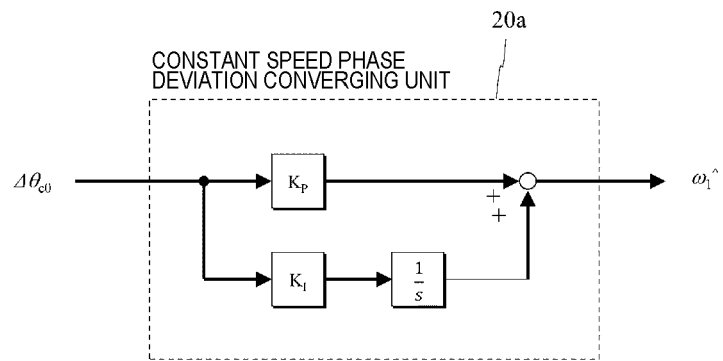 20a
CONSTANT SPEED PHASE
DEVIATION CONVERGING UNIT
Δθc0
KP
+
+
ω1^
KI
1
s